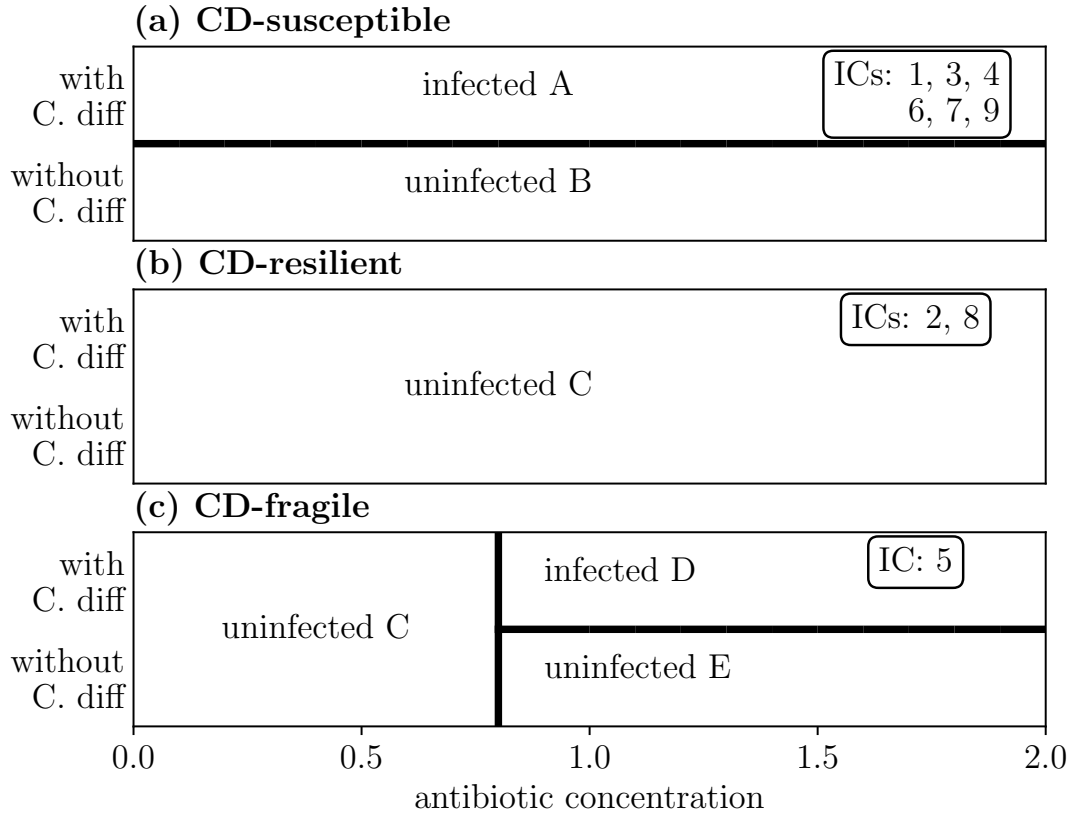 (a) CD-susceptible
with
C. diff
infected A
ICs: 1, 3, 4
6, 7, 9
without
C. diff
uninfected B
(b) CD-resilient
with
C. diff
ICs: 2, 8
uninfected C
without
C. diff
(c) CD-fragile
with
C. diff
infected D
IC: 5
uninfected C
without
C. diff
uninfected E
0.0 0.5 1.0 1.5 2.0
antibiotic concentration